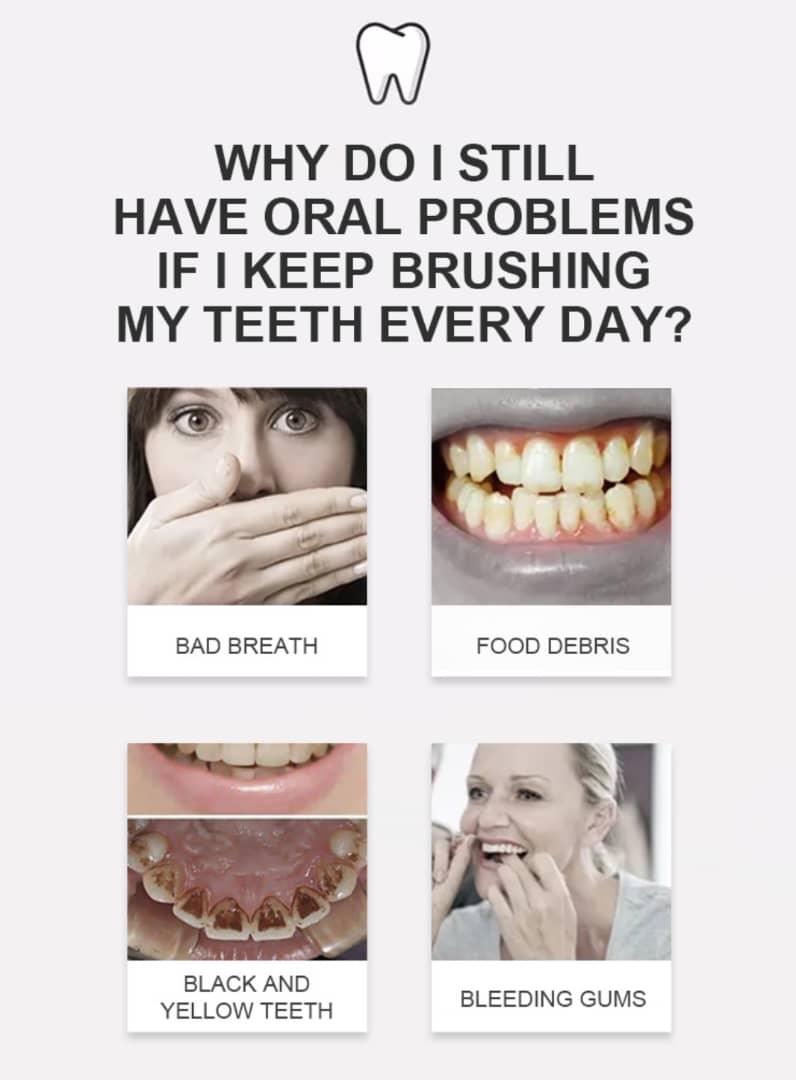 WHY DO I STILL
HAVE ORAL PROBLEMS
IF I KEEP BRUSHING
MY TEETH EVERY DAY?
BAD BREATH
FOOD DEBRIS
BLACK AND
YELLOW TEETH
BLEEDING GUMS